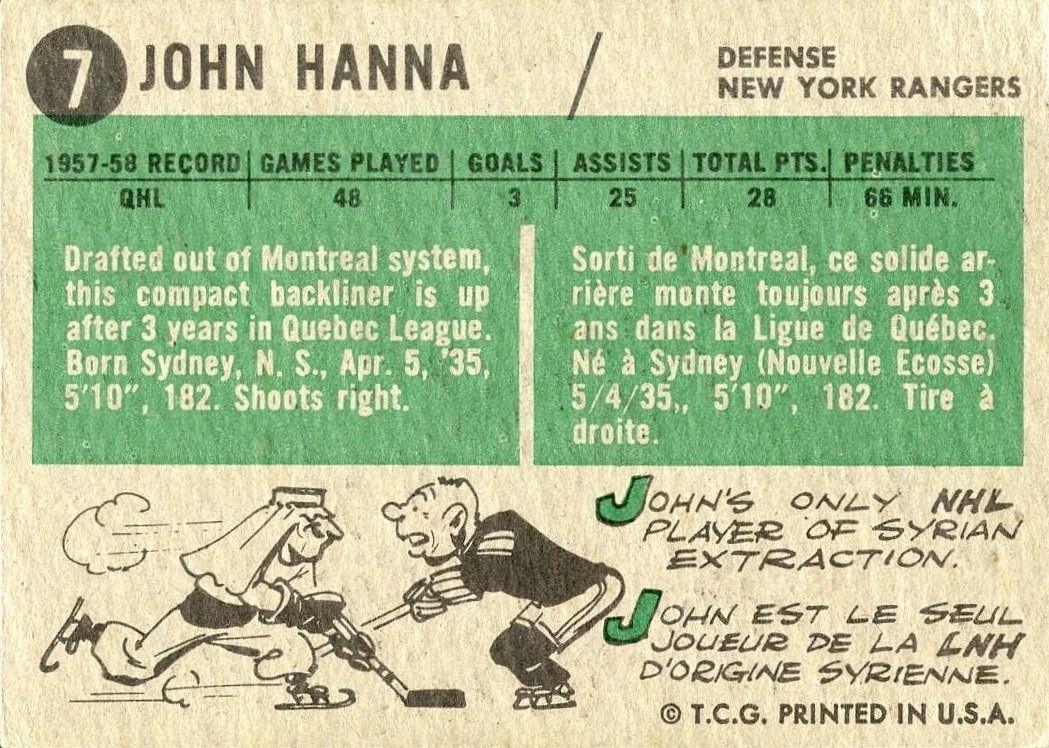 7 JOHN HANNA / DEFENSE
NEW YORK RANGERS
1957-58 RECORD | GAMES PLAYED | GOALS | ASSISTS | TOTAL PTS. | PENALTIES
QHL | 48 | 3 | 25 | 28 | 66 MIN.
Drafted out of Montreal system,
this compact backliner is up
after 3 years in Quebec League.
Born Sydney, N. S., Apr. 5, '35,
5'10", 182. Shoots right.
Sorti de Montreal, ce solide ar-
rière monte toujours après 3
ans dans la Ligue de Québec.
Né à Sydney (Nouvelle Ecosse)
5/4/35,, 5'10", 182. Tire à
droite.
JOHN'S ONLY NHL
PLAYER OF SYRIAN
EXTRACTION.
JOHN EST LE SEUL
JOUEUR DE LA LNH
D'ORIGINE SYRIENNE.
© T.C.G. PRINTED IN U.S.A.